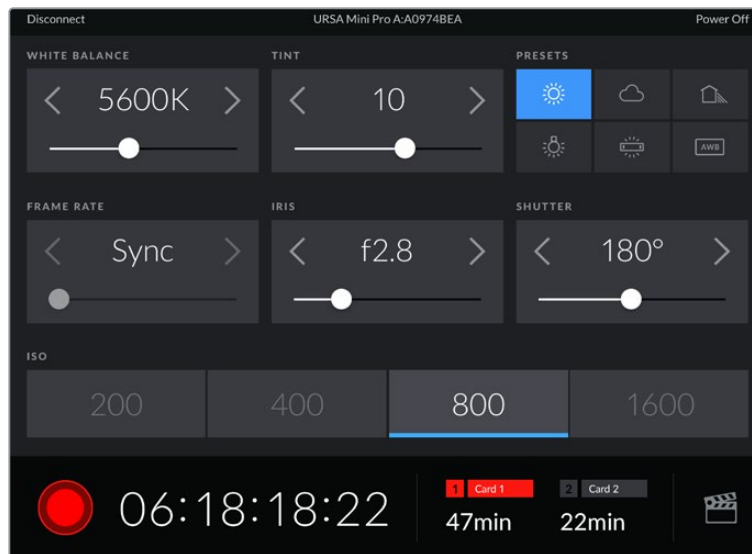 Disconnect URSA Mini Pro A:A0974BEA Power Off
WHITE BALANCE TINT PRESETS
5600K 10
AWB
FRAME RATE IRIS SHUTTER
Sync f2.8 180°
ISO
200 400 800 1600
06:18:18:22
1 Card 1 2 Card 2
47min 22min